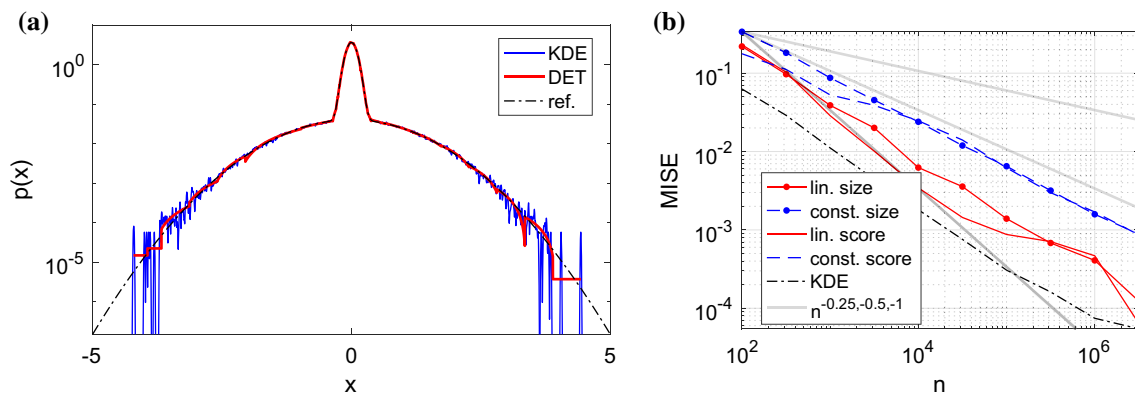 (a)
10^0
10^-5
p(x)
KDE
DET
ref.
-5
0
5
x
(b)
10^-1
10^-2
10^-3
10^-4
MISE
lin. size
const. size
lin. score
const. score
KDE
n^-0.25,-0.5,-1
10^2
10^4
10^6
n